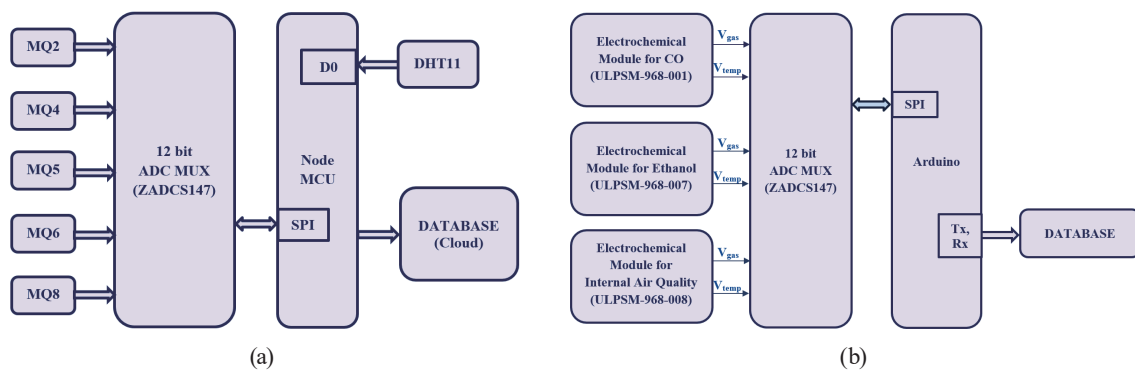 MQ2
MQ4
MQ5
MQ6
MQ8
12 bit
ADC MUX
(ZADCS147)
D0
DHT11
Node
MCU
SPI
DATABASE
(Cloud)
(a)
Electrochemical
Module for CO
(ULPSM-968-001)
Vgas
Vtemp
Electrochemical
Module for Ethanol
(ULPSM-968-007)
Vgas
Vtemp
Electrochemical
Module for
Internal Air Quality
(ULPSM-968-008)
Vgas
Vtemp
12 bit
ADC MUX
(ZADCS147)
SPI
Arduino
Tx,
Rx
DATABASE
(b)